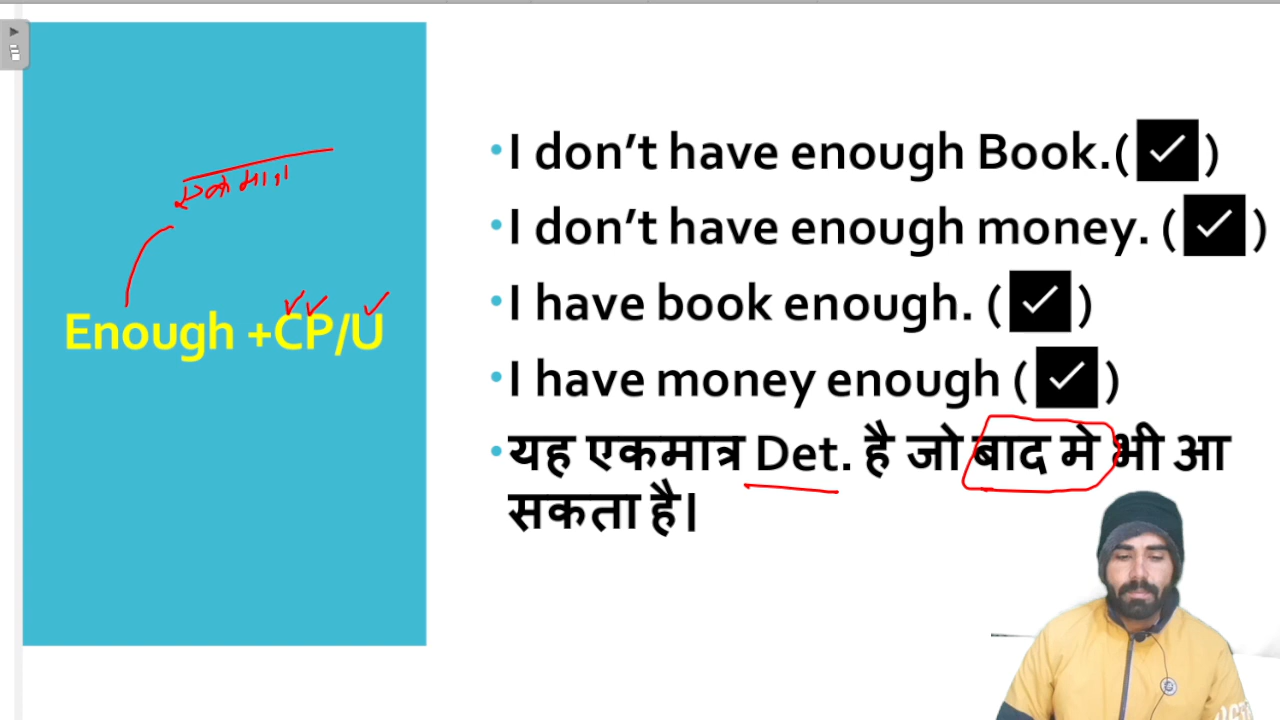 एकमात्र
Enough +CP/U
I don’t have enough Book.(✓)
I don’t have enough money. (✓)
I have book enough. (✓)
I have money enough (✓)
यह एकमात्र Det. है जो बाद मे भी आ
सकता है।